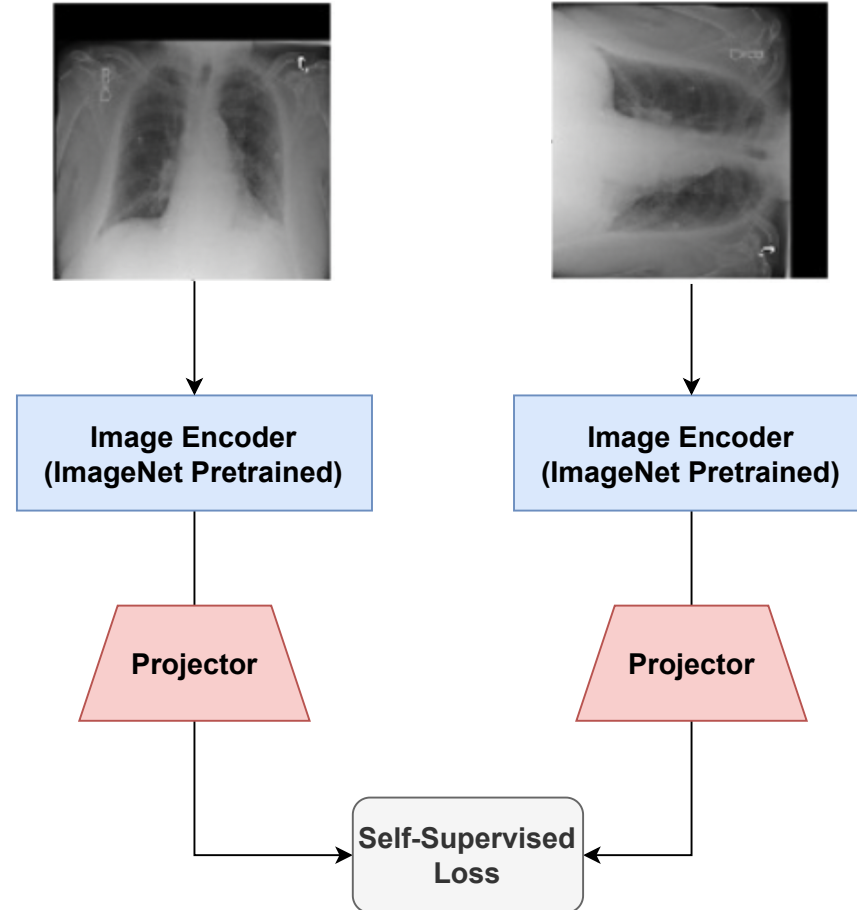 Image Encoder
(ImageNet Pretrained)
Image Encoder
(ImageNet Pretrained)
Projector
Projector
Self-Supervised
Loss